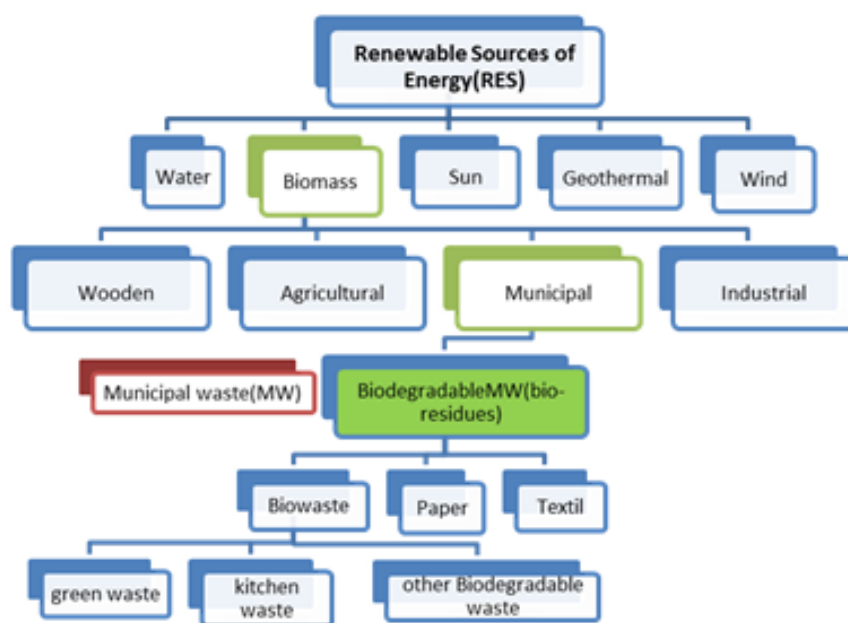 Renewable Sources of
Energy(RES)
Water
Biomass
Sun
Geothermal
Wind
Wooden
Agricultural
Municipal
Industrial
Municipal waste(MW)
BiodegradableMW(bio-
residues)
Biowaste
Paper
Textil
green waste
kitchen
waste
other Biodegradable
waste